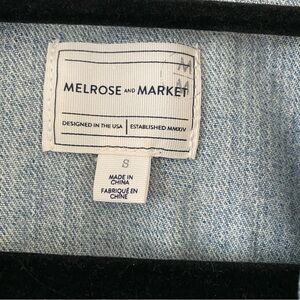 M
M
MELROSE AND MARKET
DESIGNED IN THE USA | ESTABLISHED MMXIV
S
MADE IN
CHINA
FABRIQUÉ EN
CHINE